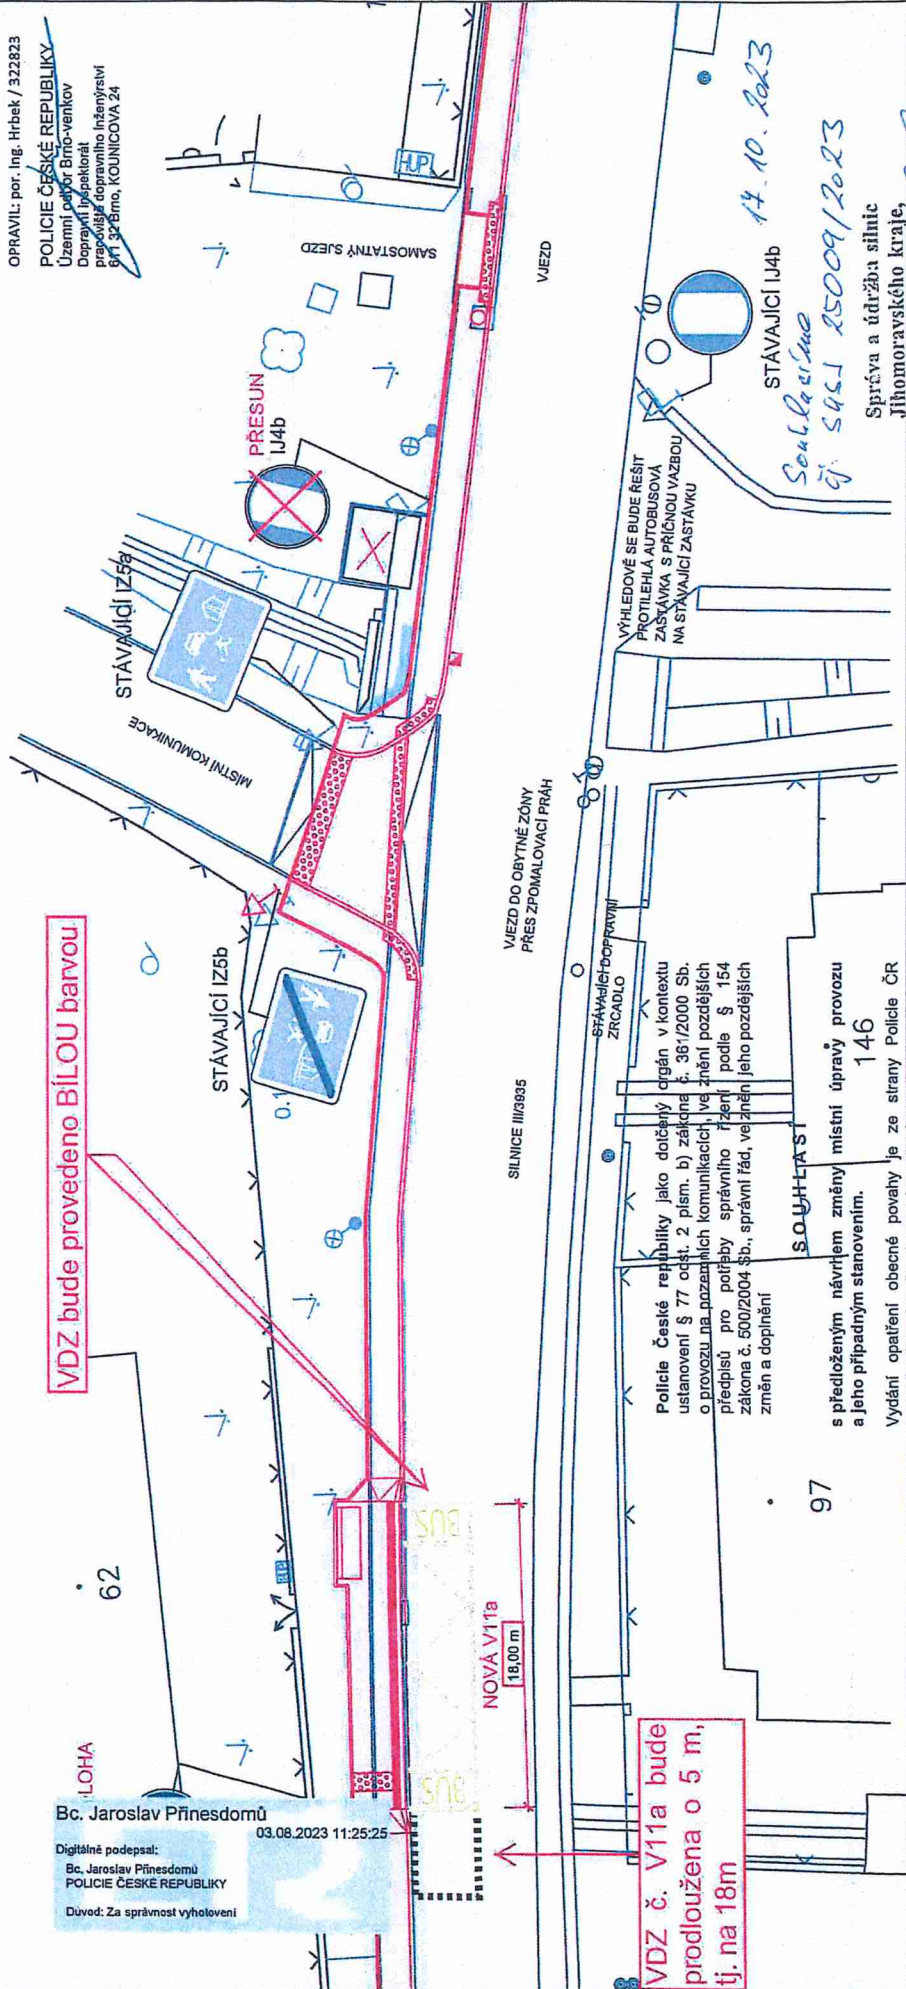 OPRAVIL: por. Ing. Hrbek / 322823
POLICIE ČESKÉ REPUBLIKY
Územní odbor Brno-venkov
Dopravní inspektorát
pracoviště dopravního inženýrství
611 32 Brno, KOUNICOVA 24
HUP
SAMOSTATNÝ SJEZD
VJEZD
PŘESUN
IJ4b
STÁVAJÍCÍ IZ5a
MÍSTNÍ KOMUNIKACE
STÁVAJÍCÍ IJ4b
17.10.2023
Souhlasíme
čj. SÚSJ 25009/2023
Správa a údržba silnic
Jihomoravského kraje,
VÝHLEDOVĚ SE BUDE ŘEŠIT
PROTILEHLÁ AUTOBUSOVÁ
ZASTÁVKA S PŘÍČNOU VAZBOU
NA STÁVAJÍCÍ ZASTÁVKU
VJEZD DO OBYTNÉ ZÓNY
PŘES ZPOMALOVACÍ PRÁH
STÁVAJÍCÍ DOPRAVNÍ
ZRCADLO
SILNICE III/3935
STÁVAJÍCÍ IZ5b
0.1
VDZ bude provedeno BÍLOU barvou
Policie České republiky jako dotčený orgán v kontextu
ustanovení § 77 odst. 2 písm. b) zákona č. 361/2000 Sb.
o provozu na pozemních komunikacích, ve znění pozdějších
předpisů pro potřeby správního řízení podle § 154
zákona č. 500/2004 Sb., správní řád, ve znění jeho pozdějších
změn a doplnění
SOUHLASÍ
s předloženým návrhem změny místní úpravy provozu
a jeho případným stanovením.
Vydání opatření obecné povahy je ze strany Policie ČR
146
97
62
BUS
BUS
NOVÁ V11a
18,00 m
LOHA
VDZ č. V11a bude
prodloužena o 5 m,
tj. na 18m
Bc. Jaroslav Přinesdomů
03.08.2023 11:25:25
Digitálně podepsal:
Bc. Jaroslav Přinesdomů
POLICIE ČESKÉ REPUBLIKY
Důvod: Za správnost vyhotovení